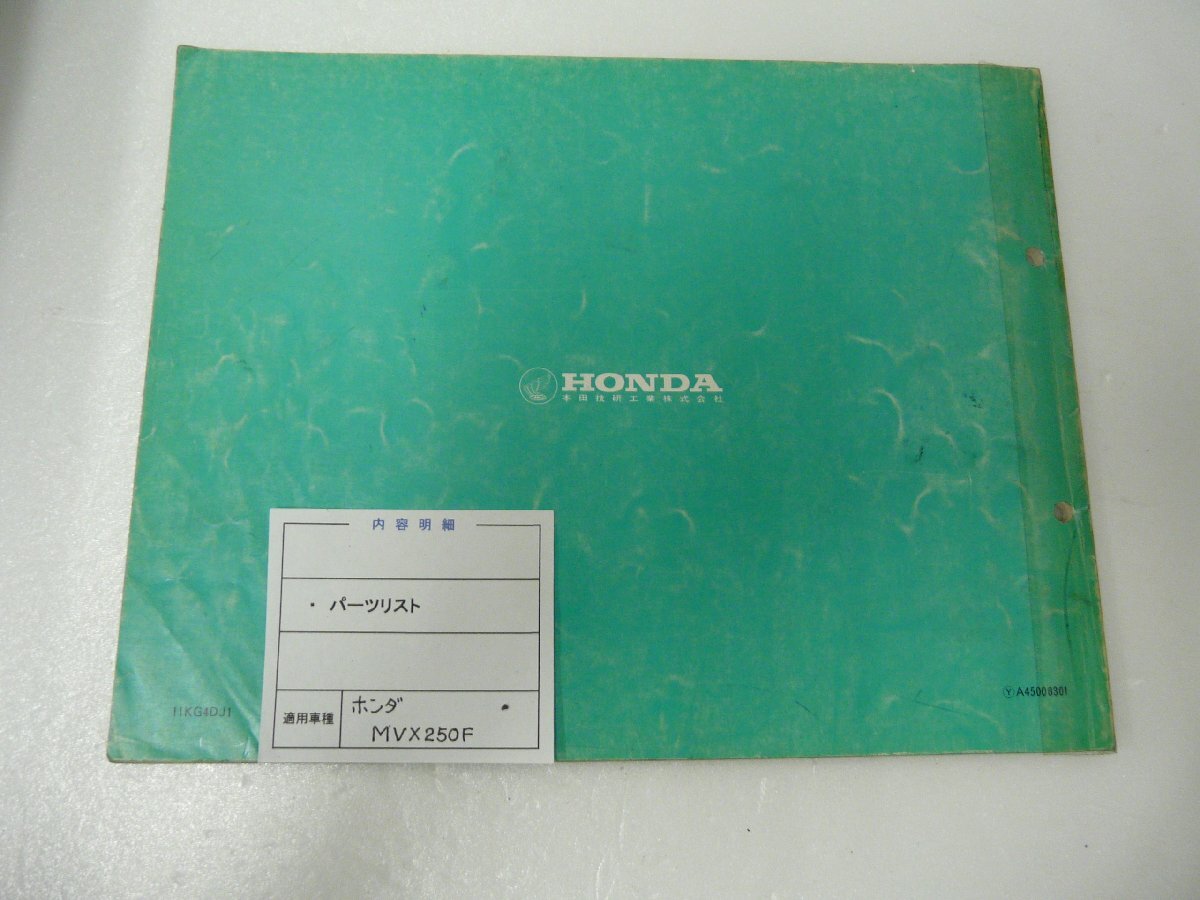 HONDA
本田技研工業株式会社
内容明細
・パーツリスト
適用車種
ホンダ
MVX250F
11KG4DJ1
Ⓨ A45008301